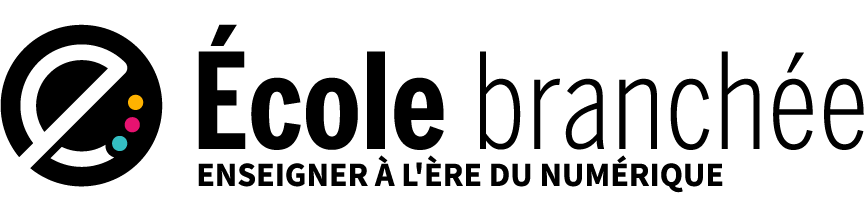 École branchée
ENSEIGNER À L'ÈRE DU NUMÉRIQUE